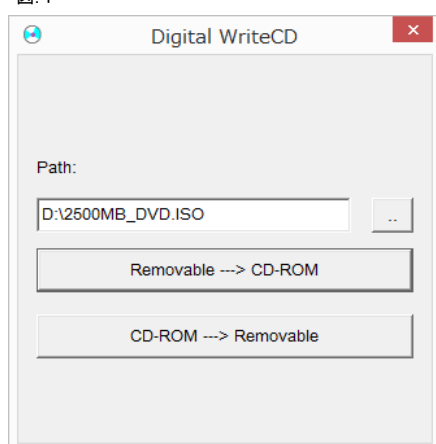 図.1
Digital WriteCD
Path:
D:\2500MB_DVD.ISO
..
Removable ---> CD-ROM
CD-ROM ---> Removable